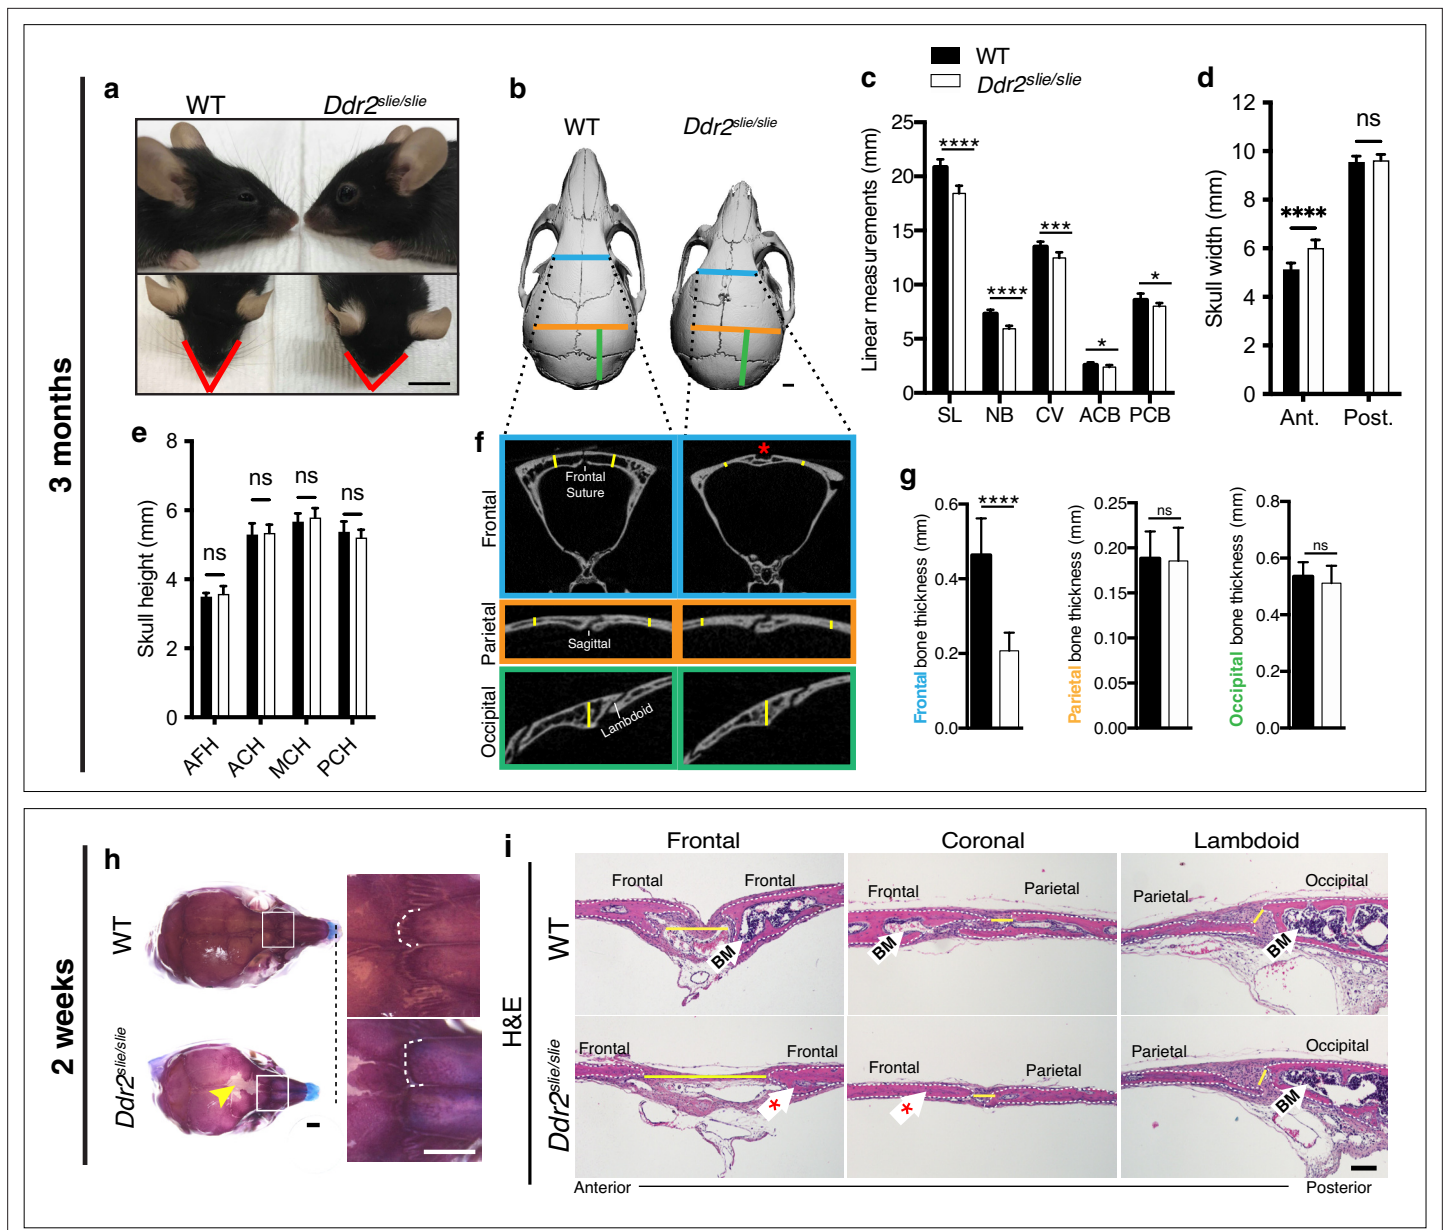 3 months
a
WT
Ddr2slie/slie
b
WT
Ddr2slie/slie
WT
Ddr2slie/slie
c
Linear measurements (mm)
25
20
15
10
5
0
****
****
***
*
*
SL NB CV ACB PCB
d
Skull width (mm)
12
10
8
6
4
2
0
****
ns
Ant. Post.
e
Skull height (mm)
8
6
4
2
0
ns
ns
ns
ns
AFH ACH MCH PCH
f
Frontal
Frontal
Suture
*
Parietal
Sagittal
Occipital
Lambdoid
g
Frontal bone thickness (mm)
0.6
0.4
0.2
0.0
****
Parietal bone thickness (mm)
0.25
0.20
0.15
0.10
0.05
0.00
ns
Occipital bone thickness (mm)
0.8
0.6
0.4
0.2
0.0
ns
2 weeks
h
WT
Ddr2slie/slie
i
H&E
Frontal Coronal Lambdoid
WT
Frontal Frontal
BM
Frontal Parietal
BM
Parietal Occipital
BM
Ddr2slie/slie
Frontal Frontal
*
Frontal Parietal
*
Parietal Occipital
BM
Anterior Posterior